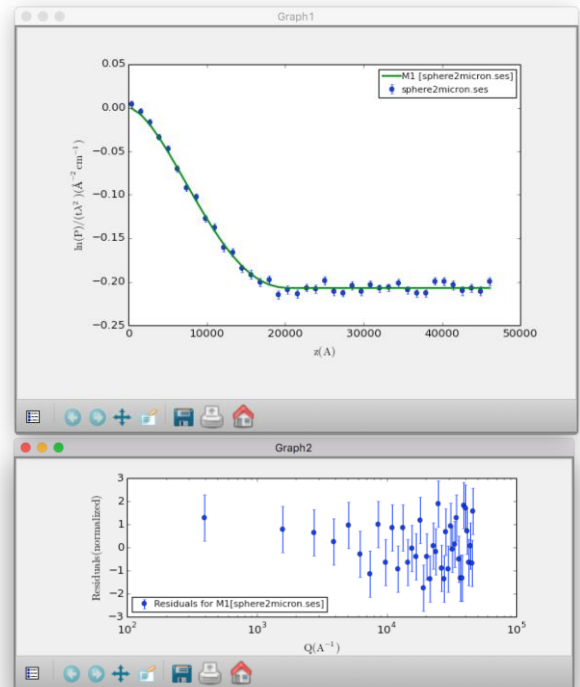 Graph1
0.05
0.00
−0.05
−0.10
−0.15
−0.20
−0.25
ln(P)/(tλ²)(Å⁻² cm⁻¹)
M1 [sphere2micron.ses]
sphere2micron.ses
0 10000 20000 30000 40000 50000
z(A)
Graph2
3
2
1
0
−1
−2
−3
Residuals(normalized)
Residuals for M1[sphere2micron.ses]
10² 10³ 10⁴ 10⁵
Q(A⁻¹)